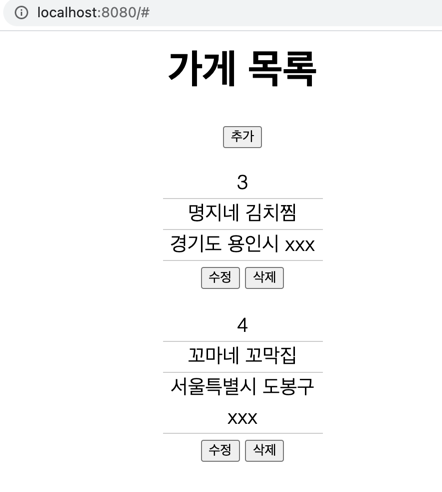 localhost:8080/#
가게 목록
추가
3
명지네 김치찜
경기도 용인시 xxx
수정 삭제
4
꼬마네 꼬막집
서울특별시 도봉구
xxx
수정 삭제